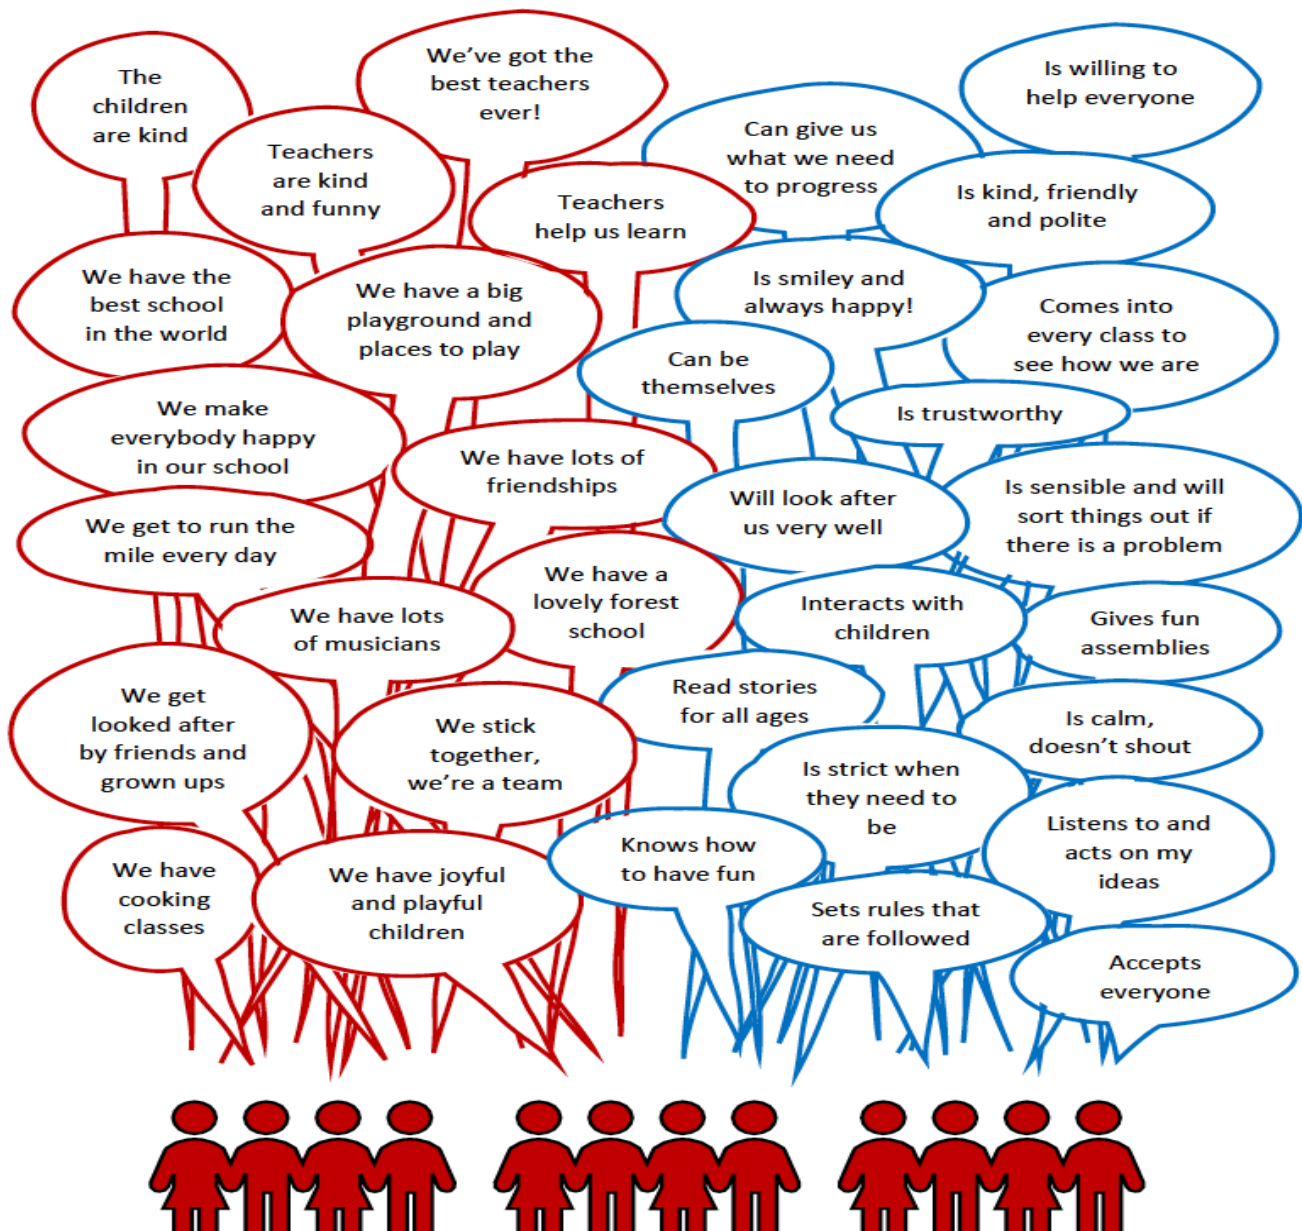 The
children
are kind
We've got the
best teachers
ever!
Is willing to
help everyone
Teachers
are kind
and funny
Can give us
what we need
to progress
Teachers
help us learn
Is kind, friendly
and polite
We have the
best school
in the world
We have a big
playground and
places to play
Is smiley and
always happy!
Comes into
every class to
see how we are
Can be
themselves
We make
everybody happy
in our school
Is trustworthy
We have lots of
friendships
Will look after
us very well
Is sensible and will
sort things out if
there is a problem
We get to run the
mile every day
We have a
lovely forest
school
Interacts with
children
Gives fun
assemblies
We have lots
of musicians
We get
looked after
by friends and
grown ups
Read stories
for all ages
Is calm,
doesn't shout
We stick
together,
we're a team
Is strict when
they need to
be
Listens to and
acts on my
ideas
We have
cooking
classes
We have joyful
and playful
children
Knows how
to have fun
Sets rules that
are followed
Accepts
everyone